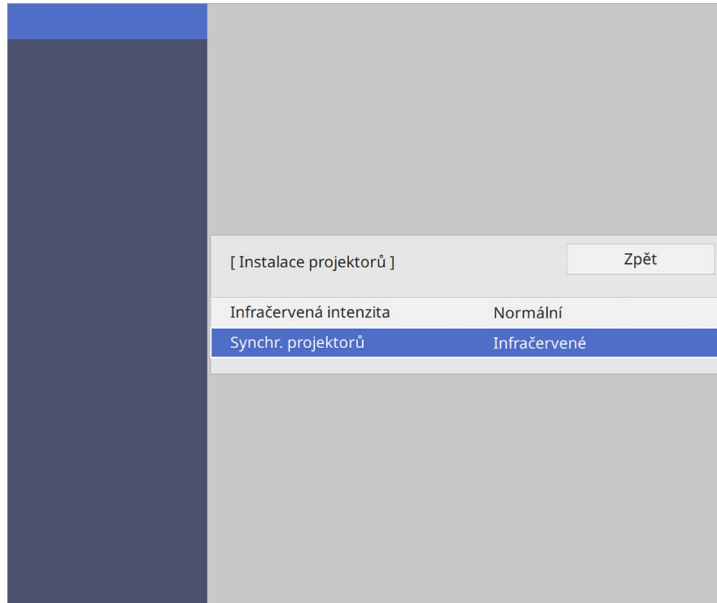 [ Instalace projektorů ]
Zpět
Infračervená intenzita Normální
Synchr. projektorů Infračervené